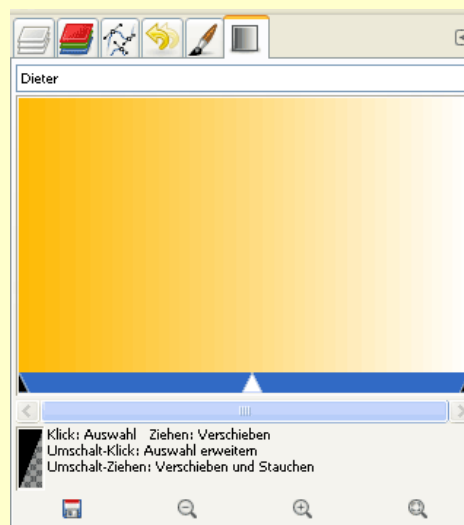 Dieter
Klick: Auswahl Ziehen: Verschieben
Umschalt-Klick: Auswahl erweitern
Umschalt-Ziehen: Verschieben und Stauchen